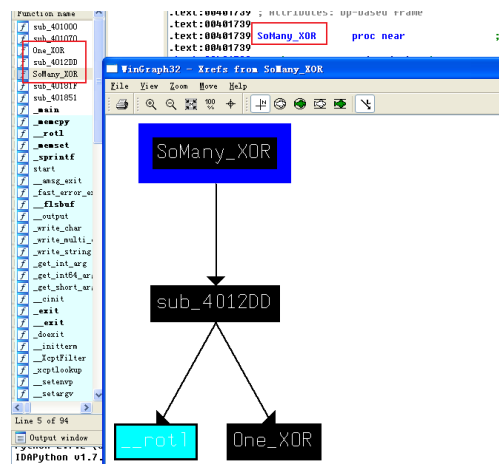 Function name
sub_401000
sub_401070
One_XOR
sub_4012DD
SoMany_XOR
sub_40181F
sub_401851
_main
_memcpy
__rotl
_memset
_sprintf
start
__amsg_exit
_fast_error_ex
__flsbuf
__output
_write_char
_write_multi_
_write_string
_get_int_arg
_get_int64_ar
_get_short_ar
__cinit
_exit
__exit
_doexit
__initterm
__XcptFilter
_xcptlookup
__setenvp
__setargv
Line 5 of 94
Output window
IDAPython v1.7.
.text:00401739 ; Attributes: bp-based frame
.text:00401739
.text:00401739 SoMany_XOR proc near ;
.text:00401739
WinGraph32 - Xrefs from SoMany_XOR
File View Zoom Move Help
100
%
N
SoMany_XOR
sub_4012DD
__rotl
One_XOR